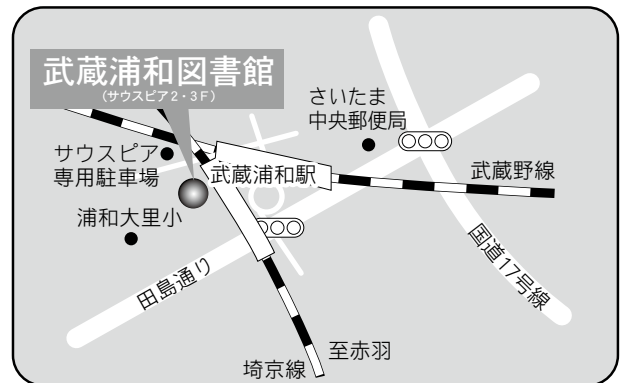 武蔵浦和図書館
(サウスピア2・3F)
さいたま
中央郵便局
サウスピア
専用駐車場
武蔵浦和駅
武蔵野線
浦和大里小
田島通り
国道17号線
埼京線
至赤羽